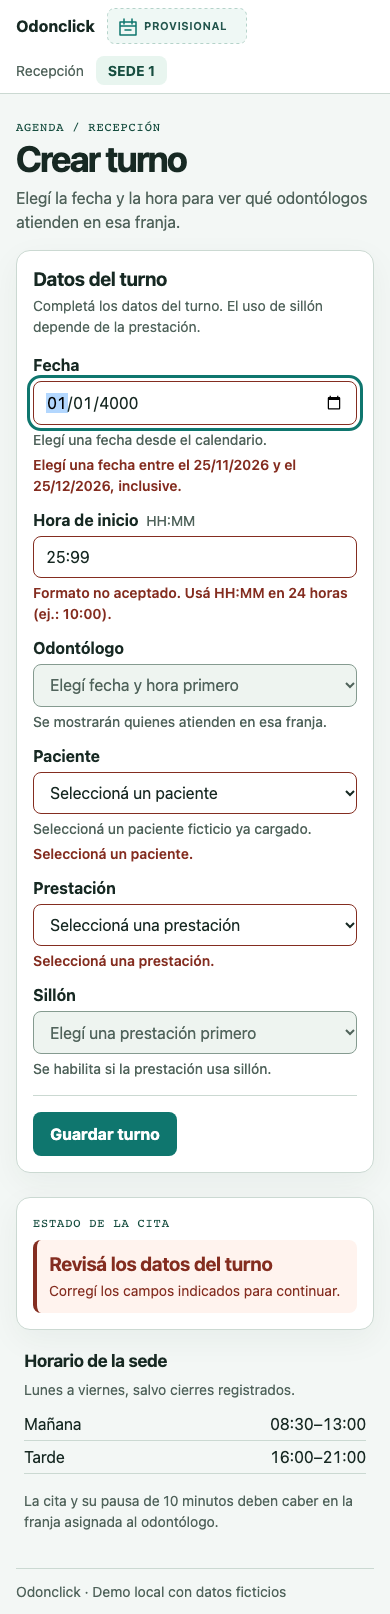 Odonclick
PROVISIONAL
Recepción SEDE 1
AGENDA / RECEPCIÓN
Crear turno
Elegí la fecha y la hora para ver qué odontólogos
atienden en esa franja.
Datos del turno
Completá los datos del turno. El uso de sillón
depende de la prestación.
Fecha
01/01/4000
Elegí una fecha desde el calendario.
Elegí una fecha entre el 25/11/2026 y el
25/12/2026, inclusive.
Hora de inicio HH:MM
25:99
Formato no aceptado. Usá HH:MM en 24 horas
(ej.: 10:00).
Odontólogo
Elegí fecha y hora primero
Se mostrarán quienes atienden en esa franja.
Paciente
Seleccioná un paciente
Seleccioná un paciente ficticio ya cargado.
Seleccioná un paciente.
Prestación
Seleccioná una prestación
Seleccioná una prestación.
Sillón
Elegí una prestación primero
Se habilita si la prestación usa sillón.
Guardar turno
ESTADO DE LA CITA
Revisá los datos del turno
Corregí los campos indicados para continuar.
Horario de la sede
Lunes a viernes, salvo cierres registrados.
Mañana 08:30–13:00
Tarde 16:00–21:00
La cita y su pausa de 10 minutos deben caber en la
franja asignada al odontólogo.
Odonclick · Demo local con datos ficticios